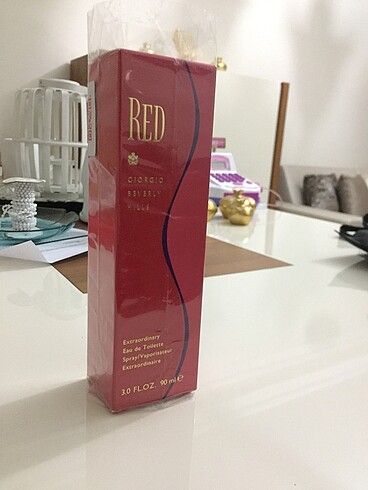 RED
GIORGIO
BEVERLY
HILLS
Extraordinary
Eau de Toilette
Spray/Vaporisateur
Extraordinaire
3.0 FL.OZ. 90 ml e